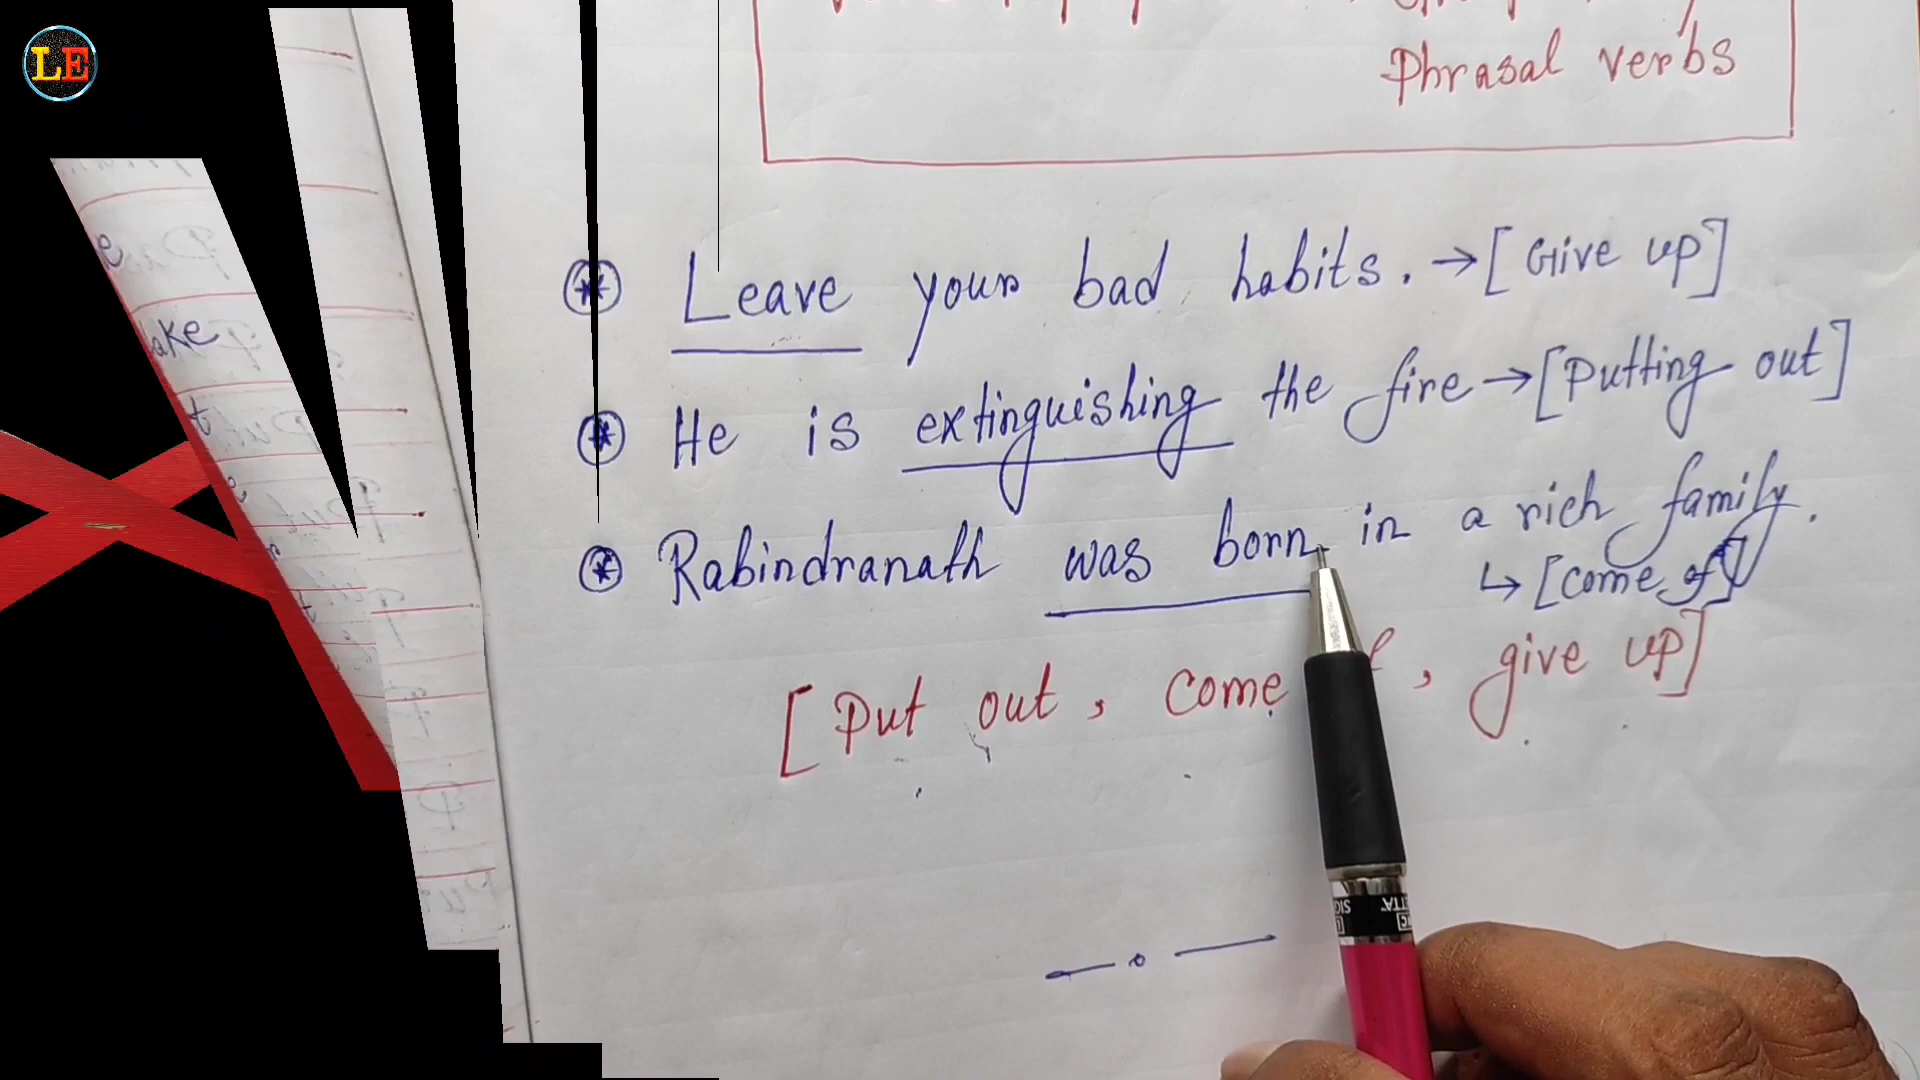 LE
Phrasal verbs
Leave your bad habits. → [Give up]
He is extinguishing the fire → [Putting out]
Rabindranath was born in a rich family.
↳ [come of]
[Put out, come, give up]
ake